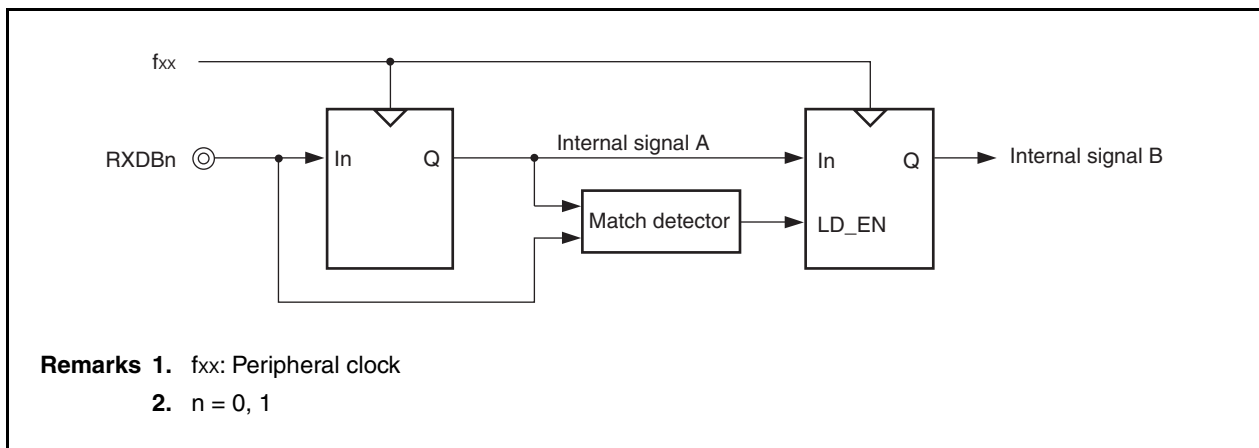 fxx
RXDBn
In
Q
Internal signal A
In
Q
Internal signal B
Match detector
LD_EN
Remarks 1. fxx: Peripheral clock
2. n = 0, 1